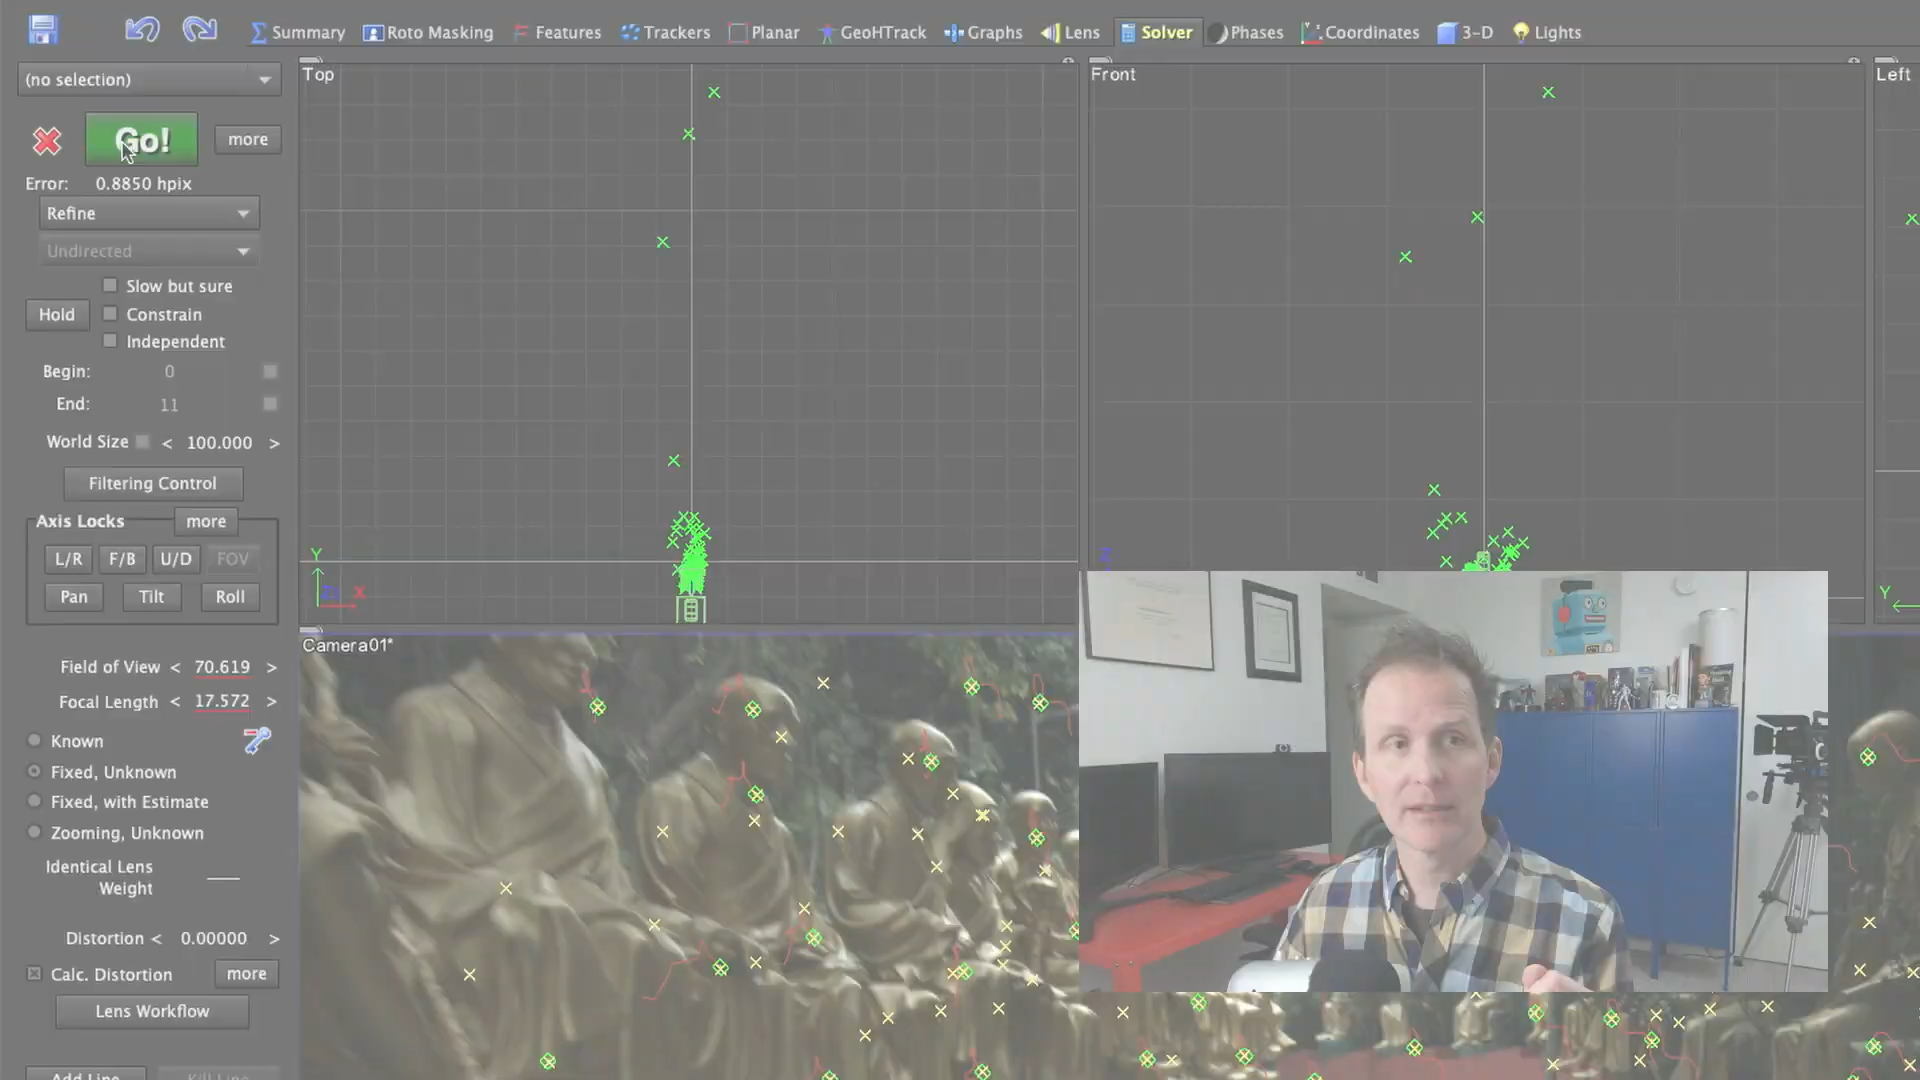 Summary Roto Masking Features Trackers Planar GeoHTrack Graphs Lens Solver Phases Coordinates 3-D Lights
(no selection)
Go! more
Error: 0.8850 hpix
Refine
Undirected
Slow but sure
Hold Constrain
Independent
Begin: 0
End: 11
World Size < 100.000 >
Filtering Control
Axis Locks more
L/R F/B U/D FOV
Pan Tilt Roll
Field of View < 70.619 >
Focal Length < 17.572 >
Known
Fixed, Unknown
Fixed, with Estimate
Zooming, Unknown
Identical Lens
Weight
Distortion < 0.00000 >
Calc. Distortion more
Lens Workflow
Add Line Kill Line
Top
Y
X
Front
Z
Left
Y
Camera01*